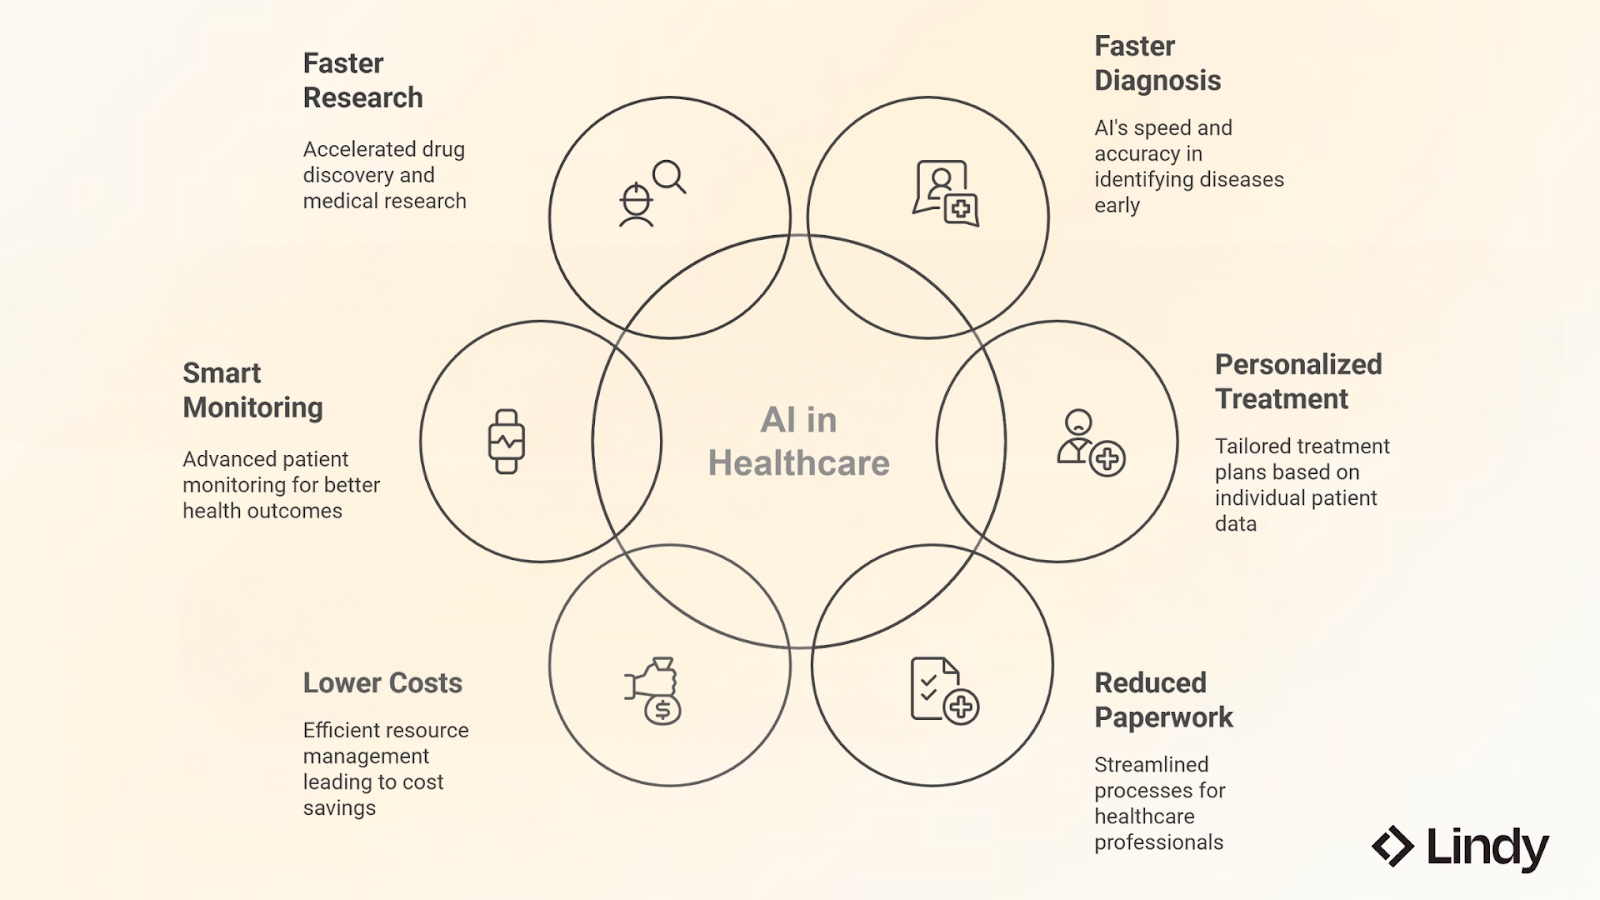 Faster
Research
Accelerated drug
discovery and
medical research
Faster
Diagnosis
AI's speed and
accuracy in
identifying diseases
early
Smart
Monitoring
Advanced patient
monitoring for better
health outcomes
AI in
Healthcare
Personalized
Treatment
Tailored treatment
plans based on
individual patient
data
Lower Costs
Efficient resource
management
leading to cost
savings
$
Reduced
Paperwork
Streamlined
processes for
healthcare
professionals
Lindy